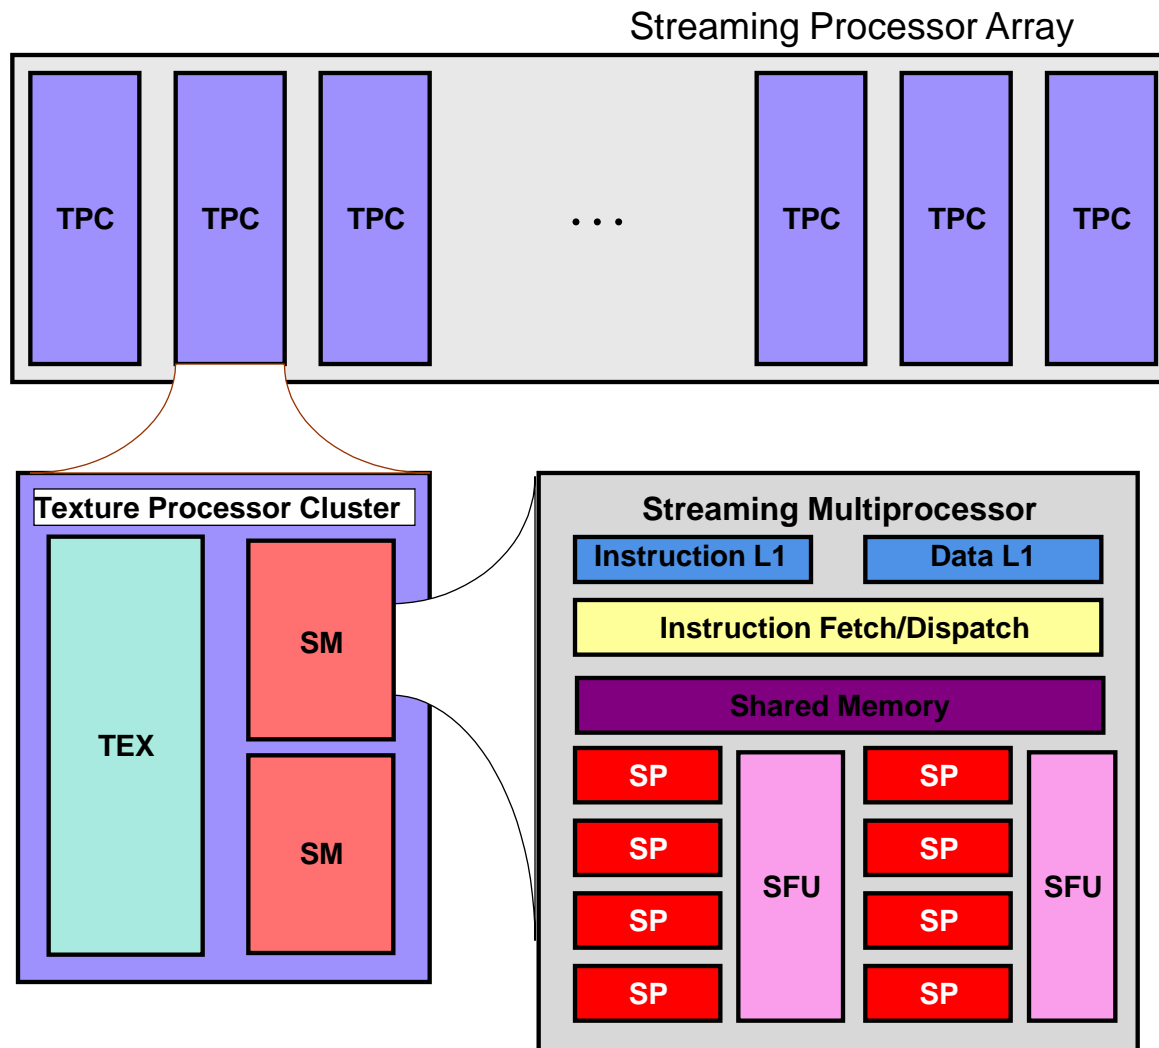 Streaming Processor Array
TPC TPC TPC . . . TPC TPC TPC
Texture Processor Cluster
TEX
SM
SM
Streaming Multiprocessor
Instruction L1 Data L1
Instruction Fetch/Dispatch
Shared Memory
SP SP
SP SP
SFU SFU
SP SP
SP SP